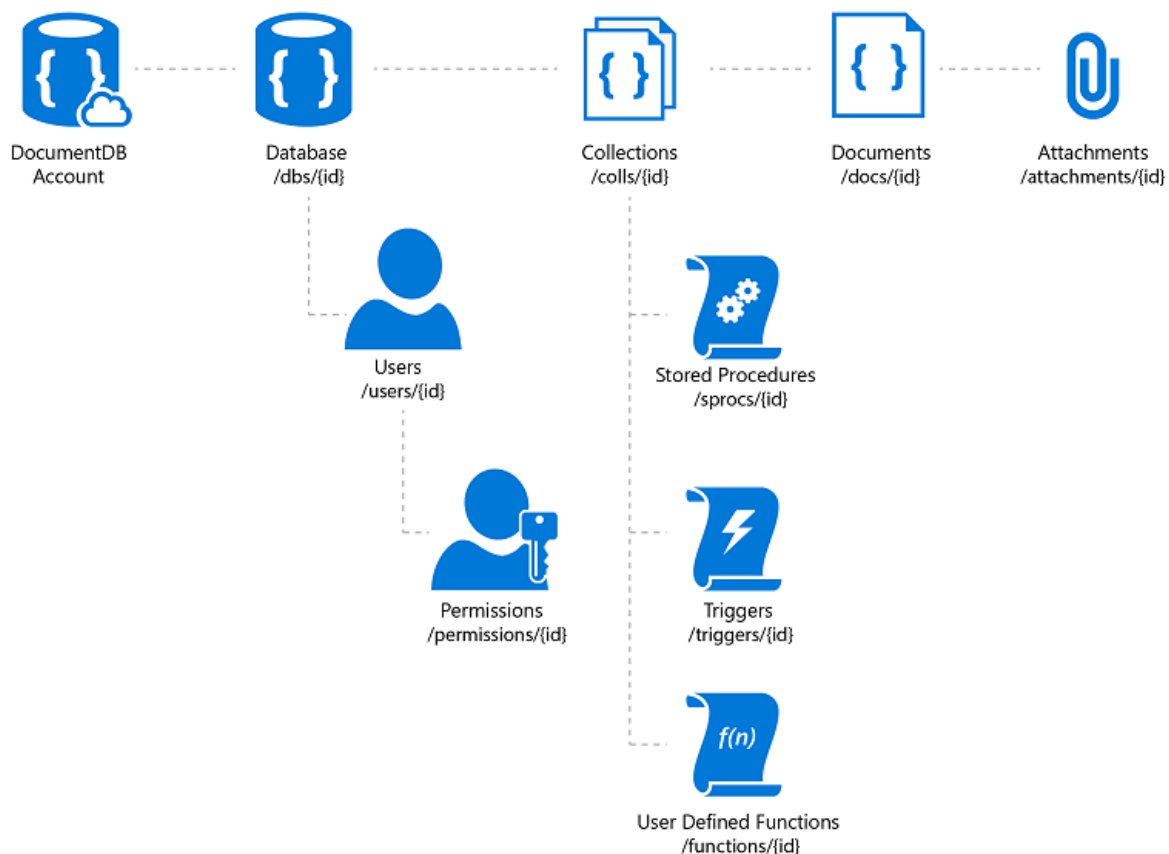 DocumentDB
Account
Database
/dbs/{id}
Collections
/colls/{id}
Documents
/docs/{id}
Attachments
/attachments/{id}
Users
/users/{id}
Stored Procedures
/sprocs/{id}
Permissions
/permissions/{id}
Triggers
/triggers/{id}
f(n)
User Defined Functions
/functions/{id}